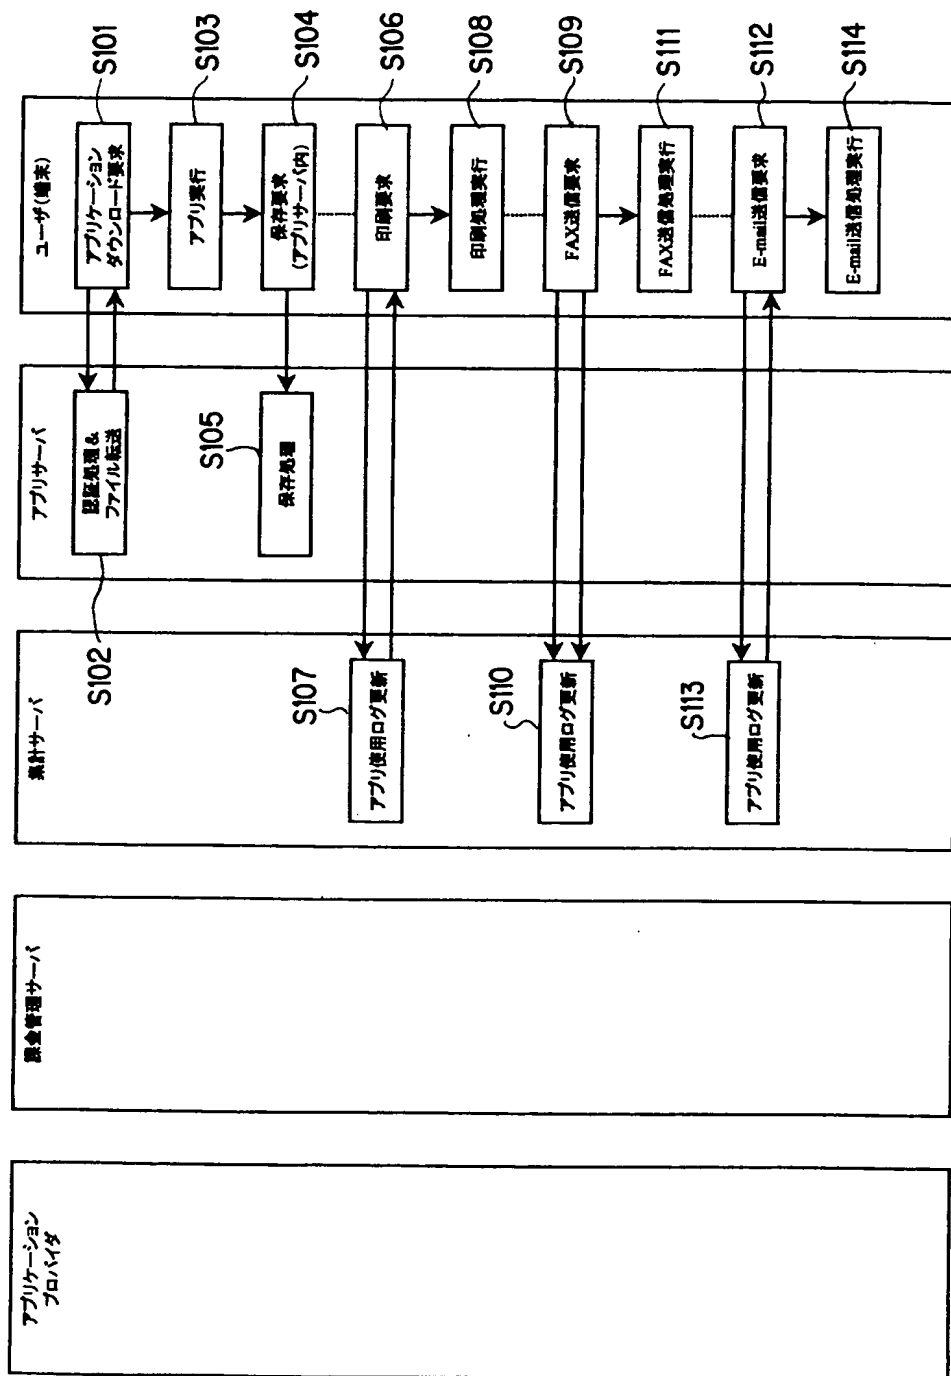 アプリケーション
プロバイダ
課金管理サーバ
集計サーバ
アプリサーバ
ユーザ(端末)
アプリケーション
ダウンロード要求
S101
認証処理&
ファイル転送
S102
アプリ実行
S103
保存要求
(アプリサーバ内)
S104
保存処理
S105
印刷要求
S106
アプリ使用ログ更新
S107
印刷処理実行
S108
FAX送信要求
S109
アプリ使用ログ更新
S110
FAX送信処理実行
S111
E-mail送信要求
S112
アプリ使用ログ更新
S113
E-mail送信処理実行
S114